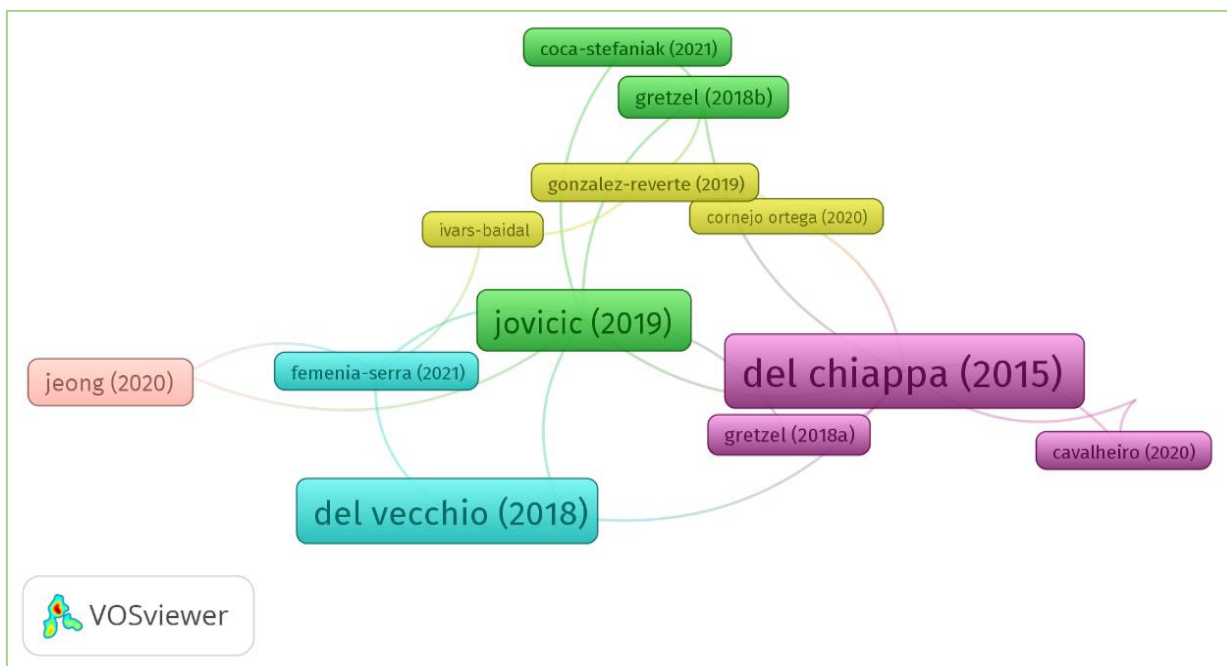 coca-stefaniak (2021)
gretzel (2018b)
gonzalez-reverte (2019)
cornejo ortega (2020)
ivars-baidal
jovicic (2019)
del chiappa (2015)
femenia-serra (2021)
jeong (2020)
gretzel (2018a)
cavalheiro (2020)
del vecchio (2018)
VOSviewer